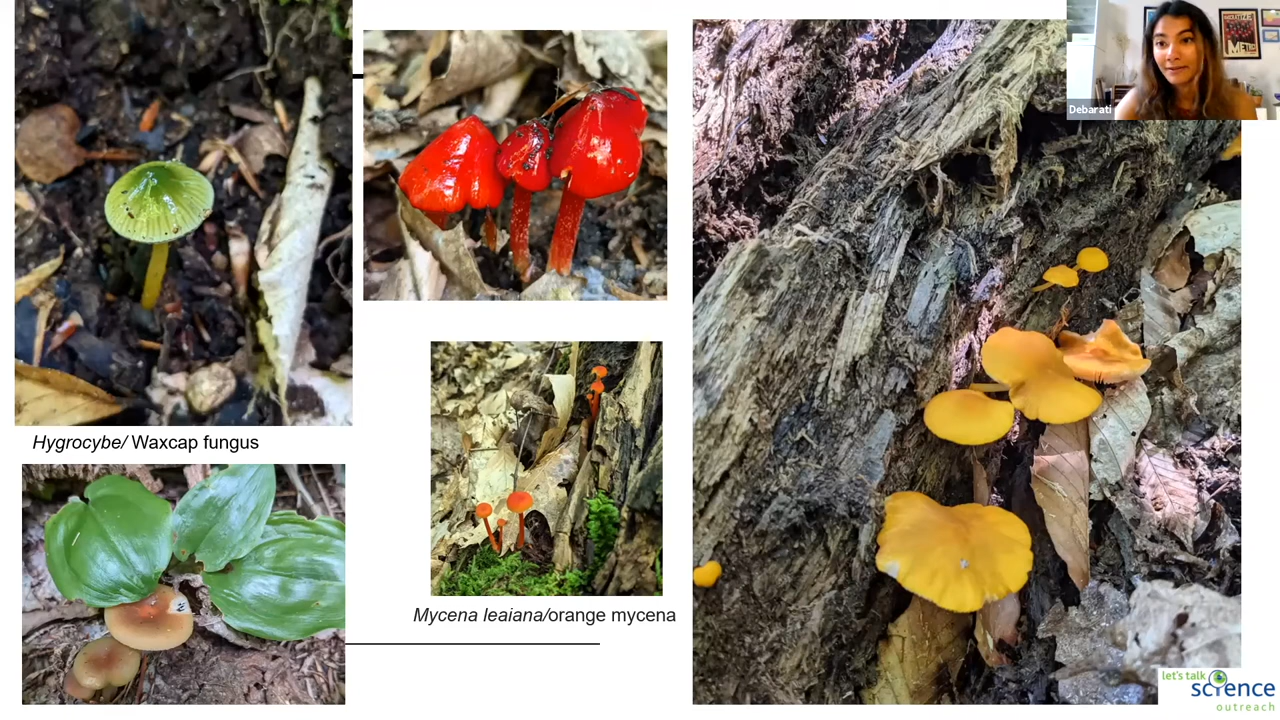 Debarati
Hygrocybe/ Waxcap fungus
Mycena leaiana/orange mycena
let's talk
science
outreach